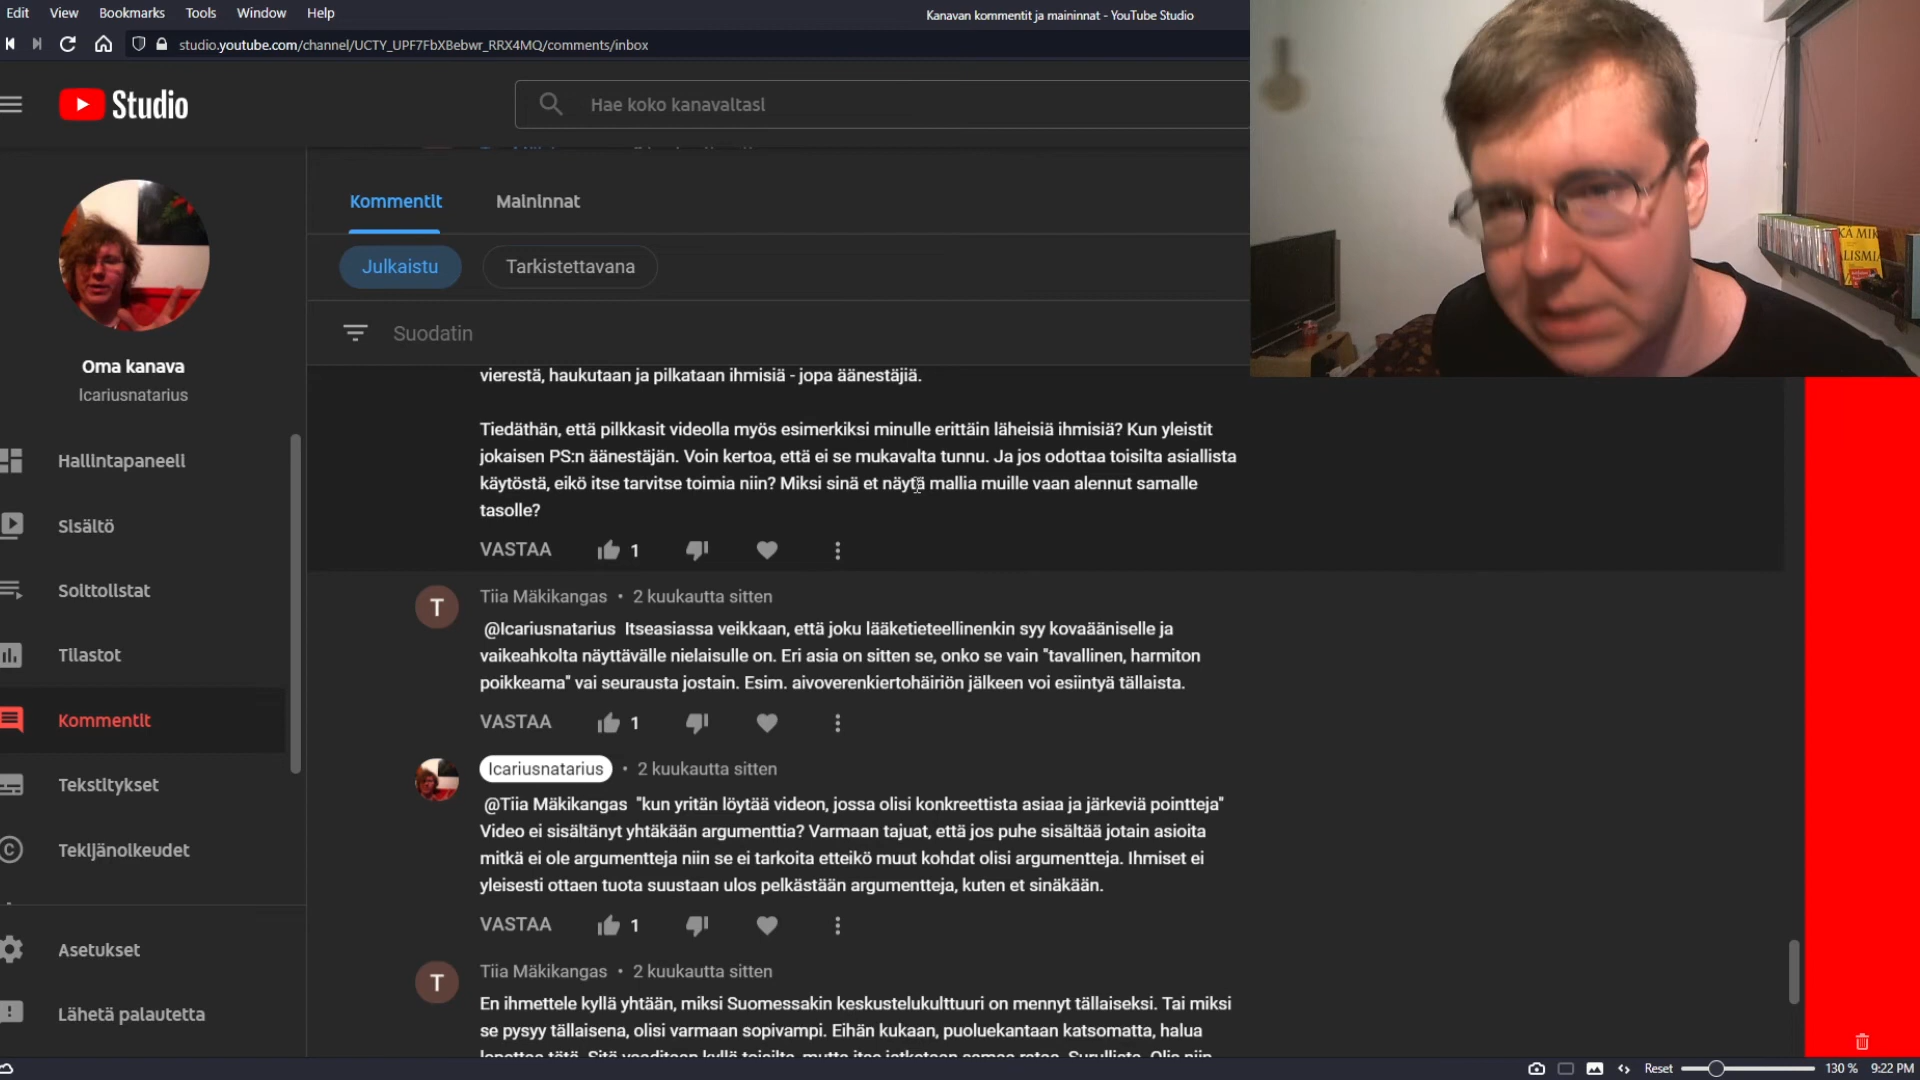 Edit View Bookmarks Tools Window Help
Kanavan kommentit ja maininnat - YouTube Studio
studio.youtube.com/channel/UCTY_UPF7FbXBebwr_RRX4MQ/comments/inbox
Studio
Hae koko kanavaltasi
Kommentit Maininnat
Julkaistu Tarkistettavana
Suodatin
Oma kanava
Icariusnatarius
Hallintapaneeli
Sisältö
Soittolistat
Tilastot
Kommentit
Tekstitykset
Tekijänoikeudet
Asetukset
Lähetä palautetta
vierestä, haukutaan ja pilkataan ihmisiä - jopa äänestäjiä.
Tiedäthän, että pilkkasit videolla myös esimerkiksi minulle erittäin läheisiä ihmisiä? Kun yleistit
jokaisen PS:n äänestäjän. Voin kertoa, että ei se mukavalta tunnu. Ja jos odottaa toisilta asiallista
käytöstä, eikö itse tarvitse toimia niin? Miksi sinä et näytä mallia muille vaan alennut samalle
tasolle?
VASTAA 1
T
Tiia Mäkikangas • 2 kuukautta sitten
@Icariusnatarius Itseasiassa veikkaan, että joku lääketieteellinenkin syy kovaääniselle ja
vaikeahkolta näyttävälle nielaisulle on. Eri asia on sitten se, onko se vain "tavallinen, harmiton
poikkeama" vai seurausta jostain. Esim. aivoverenkiertohäiriön jälkeen voi esiintyä tällaista.
VASTAA 1
Icariusnatarius • 2 kuukautta sitten
@Tiia Mäkikangas "kun yritän löytää videon, jossa olisi konkreettista asiaa ja järkeviä pointteja"
Video ei sisältänyt yhtäkään argumenttia? Varmaan tajuat, että jos puhe sisältää jotain asioita
mitkä ei ole argumentteja niin se ei tarkoita etteikö muut kohdat olisi argumentteja. Ihmiset ei
yleisesti ottaen tuota suustaan ulos pelkästään argumentteja, kuten et sinäkään.
VASTAA 1
T
Tiia Mäkikangas • 2 kuukautta sitten
En ihmettele kyllä yhtään, miksi Suomessakin keskustelukulttuuri on mennyt tällaiseksi. Tai miksi
se pysyy tällaisena, olisi varmaan sopivampi. Eihän kukaan, puoluekantaan katsomatta, halua
Reset 130 % 9:22 PM